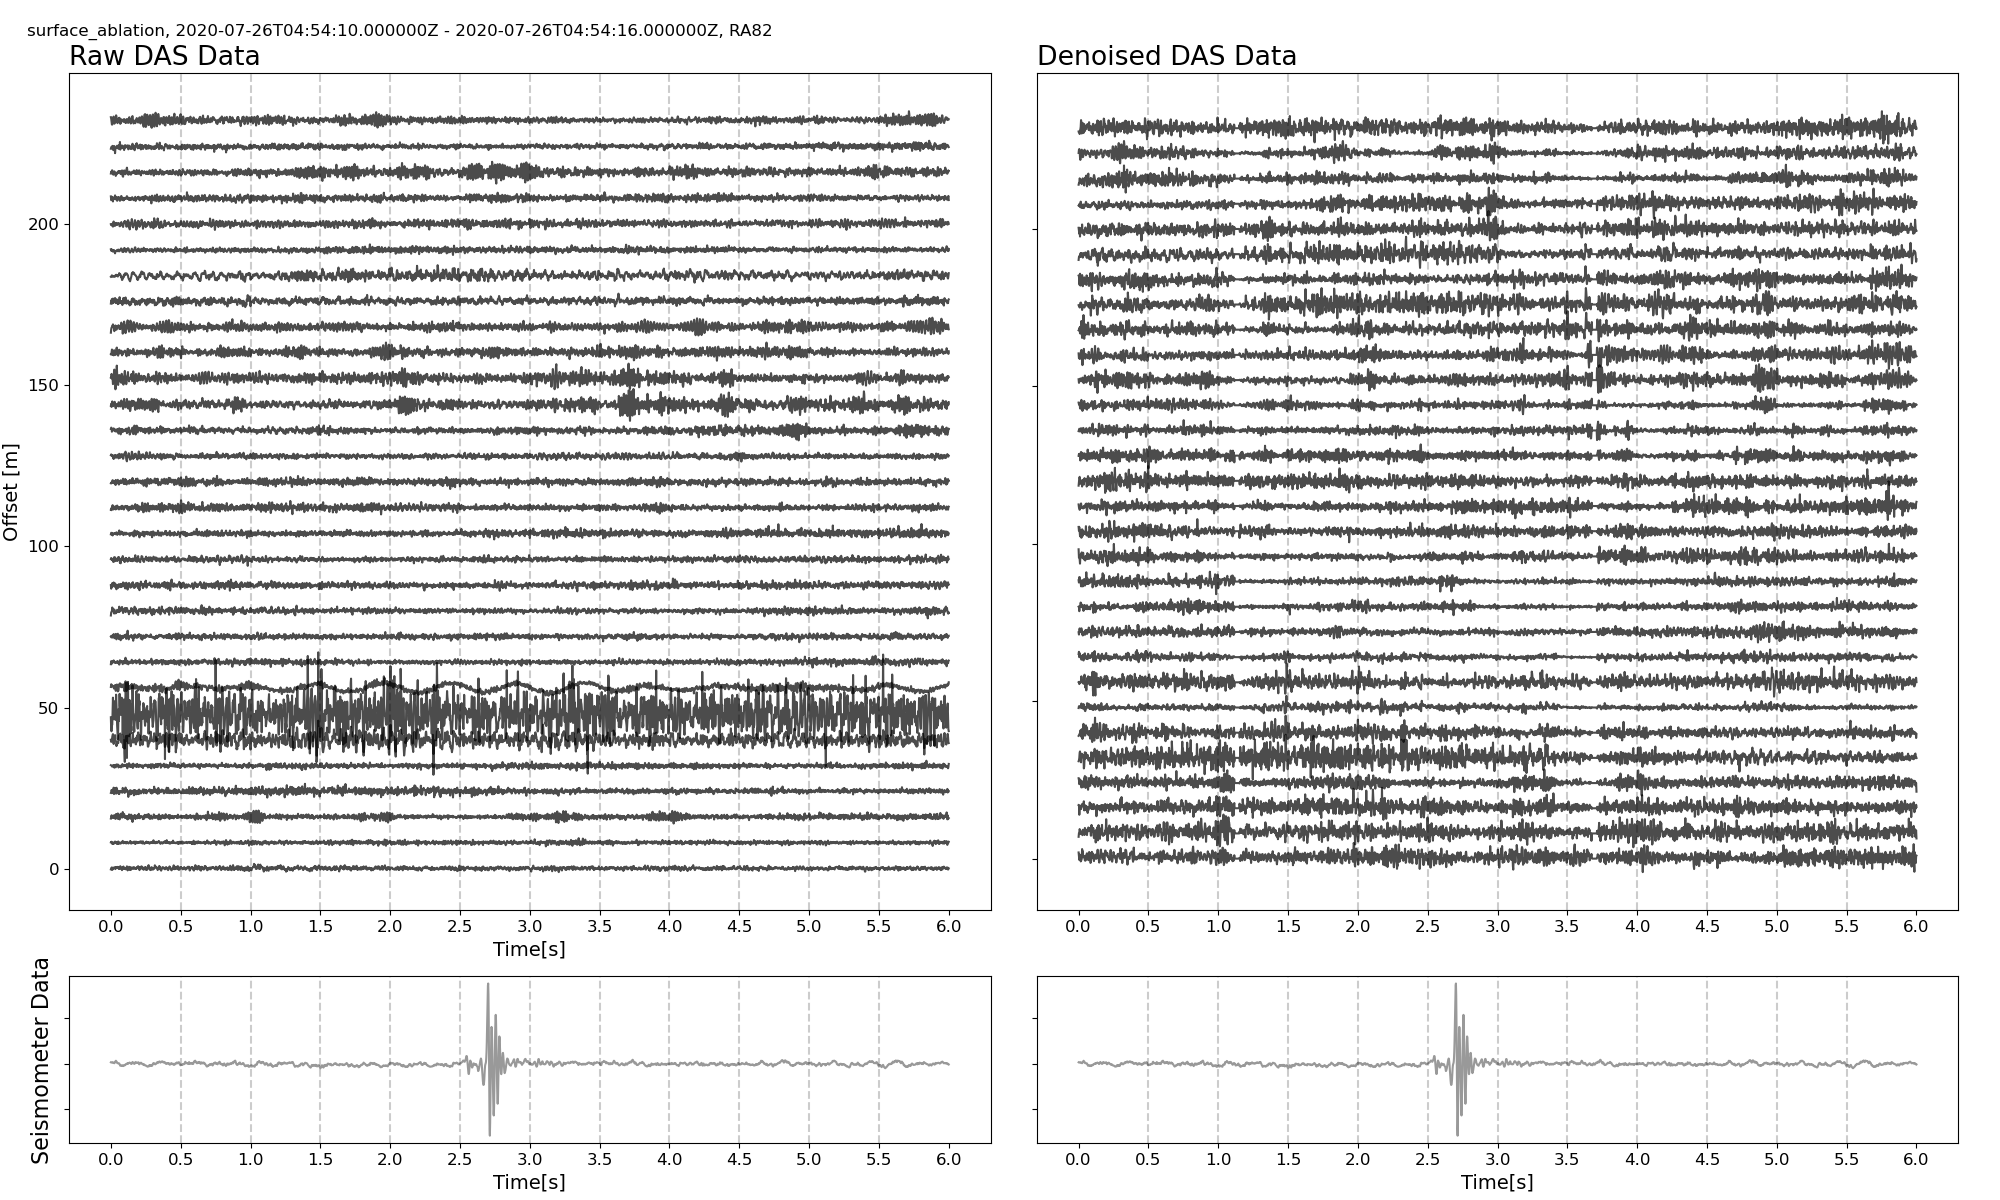 surface_ablation, 2020-07-26T04:54:10.000000Z - 2020-07-26T04:54:16.000000Z, RA82
Raw DAS Data
Denoised DAS Data
Offset [m]
200
150
100
50
0
0.0 0.5 1.0 1.5 2.0 2.5 3.0 3.5 4.0 4.5 5.0 5.5 6.0
Time[s]
0.0 0.5 1.0 1.5 2.0 2.5 3.0 3.5 4.0 4.5 5.0 5.5 6.0
Seismometer Data
0.0 0.5 1.0 1.5 2.0 2.5 3.0 3.5 4.0 4.5 5.0 5.5 6.0
Time[s]
0.0 0.5 1.0 1.5 2.0 2.5 3.0 3.5 4.0 4.5 5.0 5.5 6.0
Time[s]